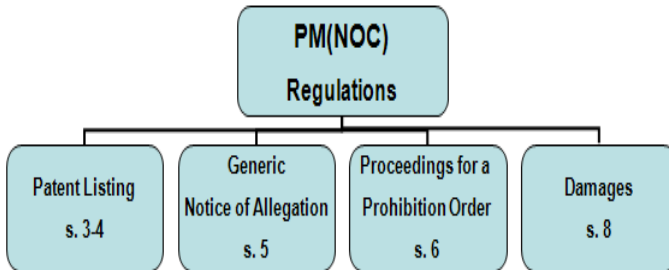 PM(NOC)
Regulations
Patent Listing
s. 3-4
Generic
Notice of Allegation
s. 5
Proceedings for a
Prohibition Order
s. 6
Damages
s. 8